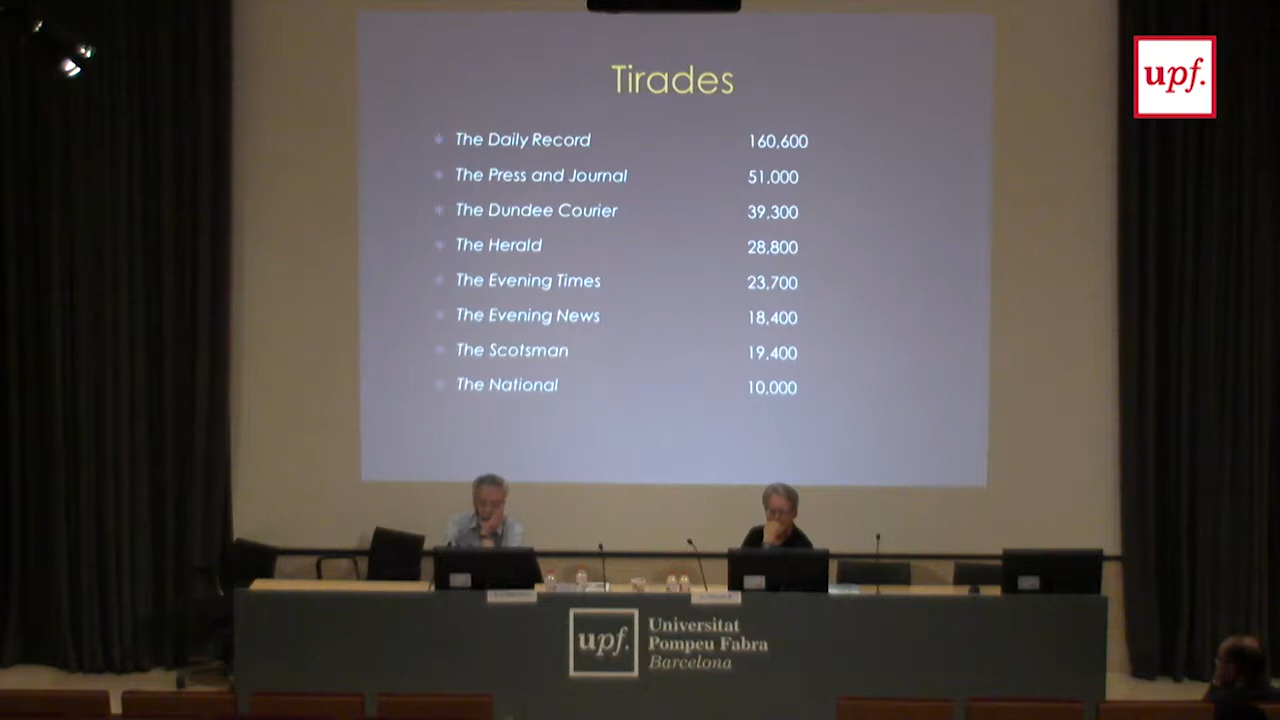 Tirades
The Daily Record 160,600
The Press and Journal 51,000
The Dundee Courier 39,300
The Herald 28,800
The Evening Times 23,700
The Evening News 18,400
The Scotsman 19,400
The National 10,000
upf.
upf.
Universitat
Pompeu Fabra
Barcelona